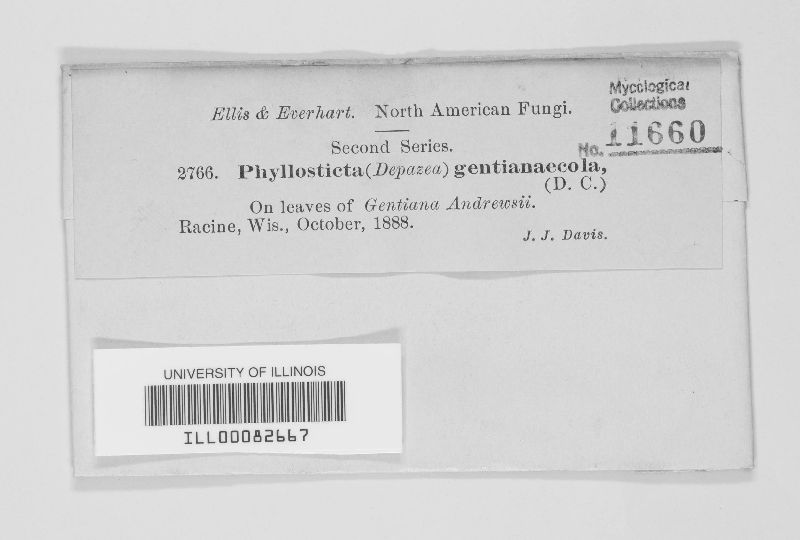 Ellis & Everhart. North American Fungi.
Second Series.
2766. Phyllosticta (Depazea) gentianaecola,
(D. C.)
On leaves of Gentiana Andrewsii.
Racine, Wis., October, 1888.
J. J. Davis.
Mycological
Collections
No. 11660
UNIVERSITY OF ILLINOIS
ILL00082667